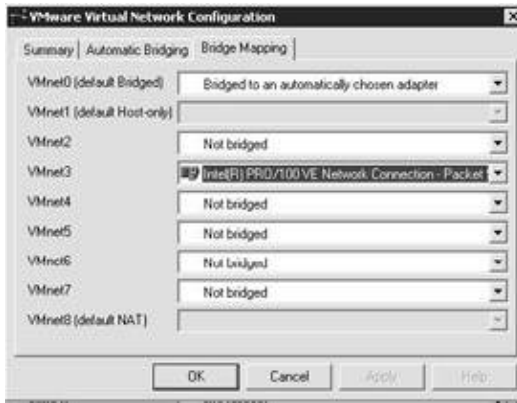 VMware Virtual Network Configuration
Summary Automatic Bridging Bridge Mapping
VMnet0 (default Bridged) Bridged to an automatically chosen adapter
VMnet1 (default Host-only)
VMnet2 Not bridged
VMnet3 Intel(R) PRO/100 VE Network Connection - Packet
VMnet4 Not bridged
VMnet5 Not bridged
VMnet6 Not bridged
VMnet7 Not bridged
VMnet8 (default NAT)
OK Cancel Apply Help